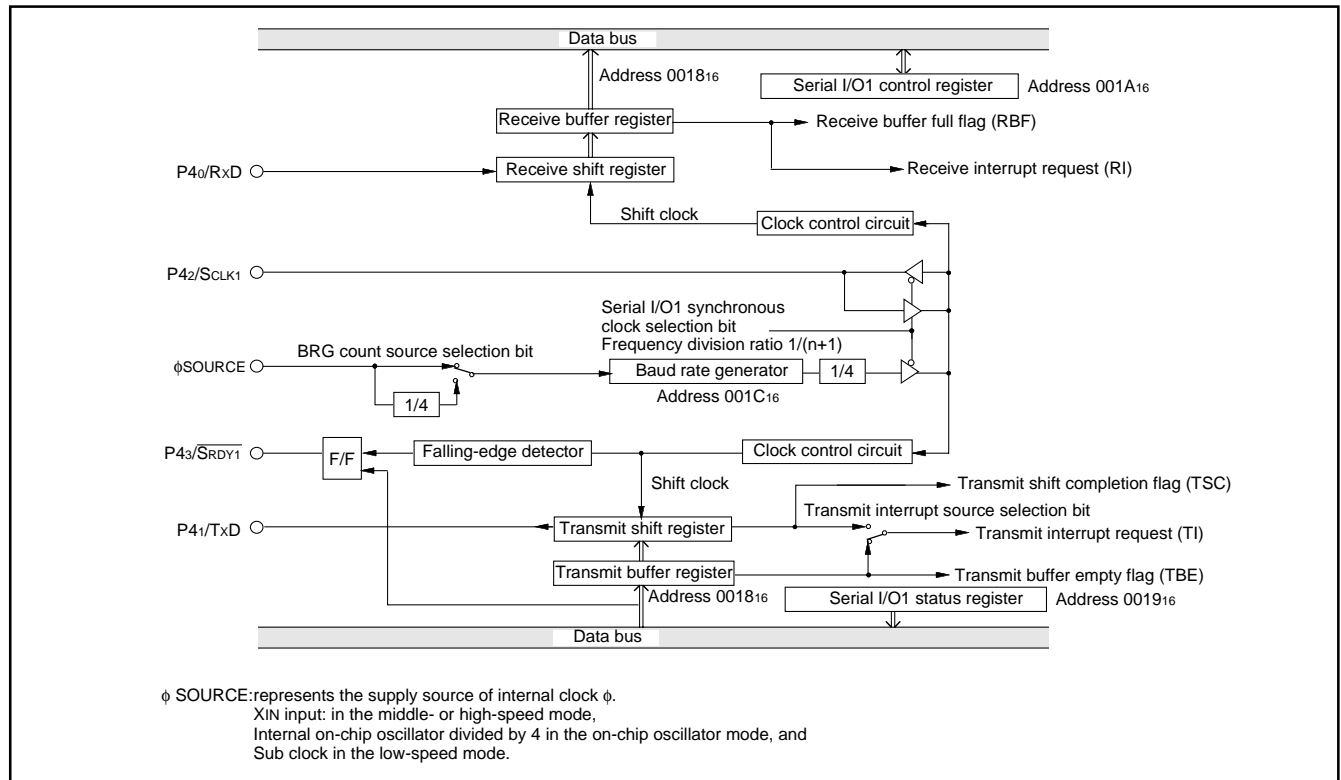 Data bus
Address 0018₁₆
Serial I/O1 control register
Address 001A₁₆
Receive buffer register
Receive buffer full flag (RBF)
P4₀/RxD
Receive shift register
Receive interrupt request (RI)
Shift clock
Clock control circuit
P4₂/SCLK1
Serial I/O1 synchronous
clock selection bit
Frequency division ratio 1/(n+1)
BRG count source selection bit
ϕSOURCE
Baud rate generator
1/4
1/4
Address 001C₁₆
P4₃/S̅R̅D̅Y̅1̅
F/F
Falling-edge detector
Clock control circuit
Shift clock
Transmit shift completion flag (TSC)
Transmit interrupt source selection bit
P4₁/TxD
Transmit shift register
Transmit interrupt request (TI)
Transmit buffer register
Transmit buffer empty flag (TBE)
Address 0018₁₆
Serial I/O1 status register
Address 0019₁₆
Data bus
ϕ SOURCE:represents the supply source of internal clock ϕ.
XIN input: in the middle- or high-speed mode,
Internal on-chip oscillator divided by 4 in the on-chip oscillator mode, and
Sub clock in the low-speed mode.